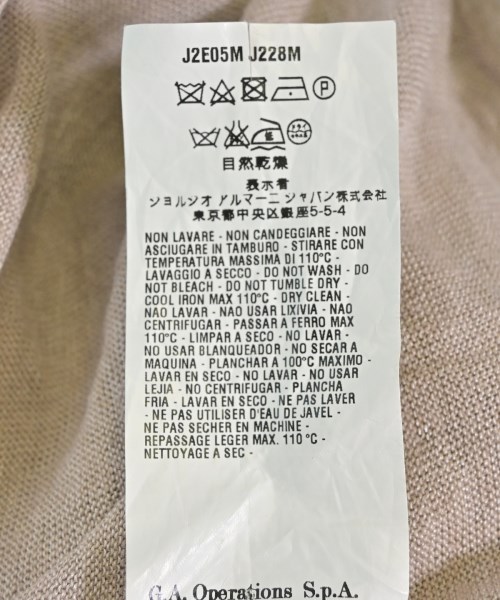 J2E05M J228M
P
自然乾燥
表示者
ジョルジオ アルマーニ ジャパン株式会社
東京都中央区銀座5-5-4
NON LAVARE - NON CANDEGGIARE - NON
ASCIUGARE IN TAMBURO - STIRARE CON
TEMPERATURA MASSIMA DI 110°C -
LAVAGGIO A SECCO - DO NOT WASH - DO
NOT BLEACH - DO NOT TUMBLE DRY -
COOL IRON MAX 110°C - DRY CLEAN -
NAO LAVAR - NAO USAR LIXIVIA - NAO
CENTRIFUGAR - PASSAR A FERRO MAX
110°C - LIMPAR A SECO - NO LAVAR -
NO USAR BLANQUEADOR - NO SECAR A
MAQUINA - PLANCHAR A 100°C MAXIMO -
LAVAR EN SECO - NO LAVAR - NO USAR
LEJIA - NO CENTRIFUGAR - PLANCHA
FRIA - LAVAR EN SECO - NE PAS LAVER
- NE PAS UTILISER D'EAU DE JAVEL -
NE PAS SECHER EN MACHINE -
REPASSAGE LEGER MAX. 110°C -
NETTOYAGE A SEC -
G.A. Operations S.p.A.